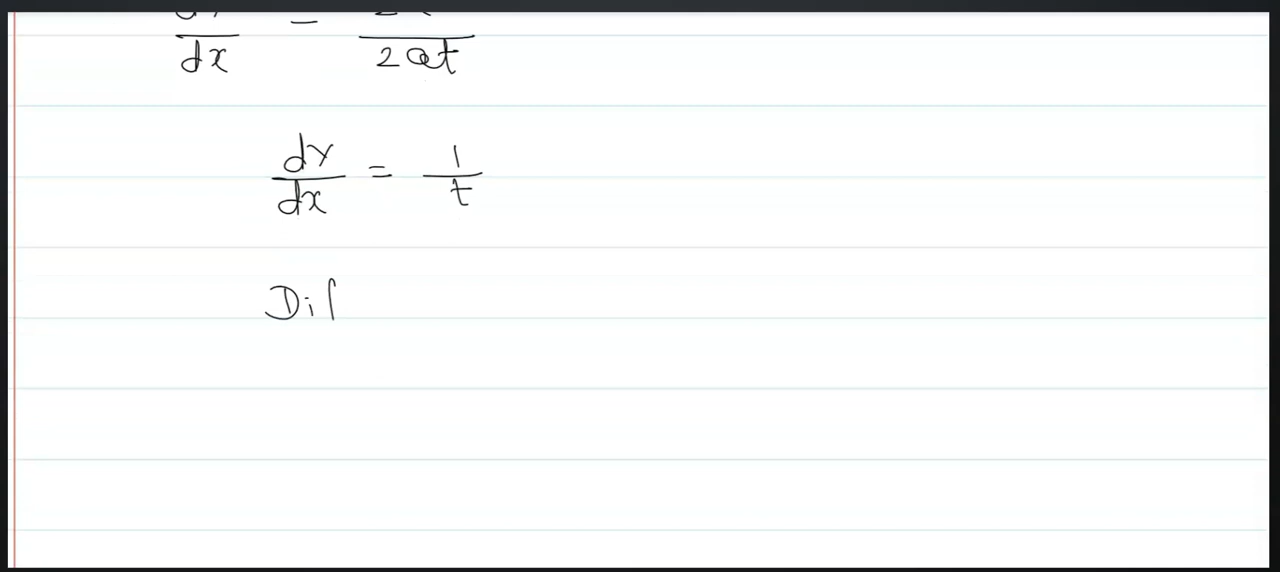 dx = 2at
dy/dx = 1/t
Dif